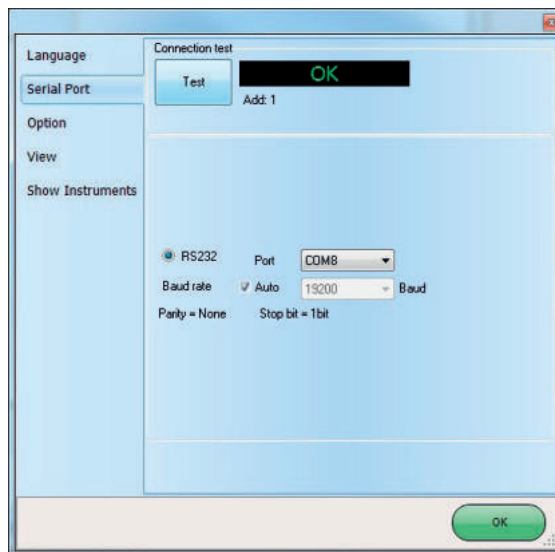 Language
Serial Port
Option
View
Show Instruments
Connection test
Test
OK
Add: 1
RS232 Port COM8
Baud rate Auto 19200 Baud
Parity = None Stop bit = 1bit
OK